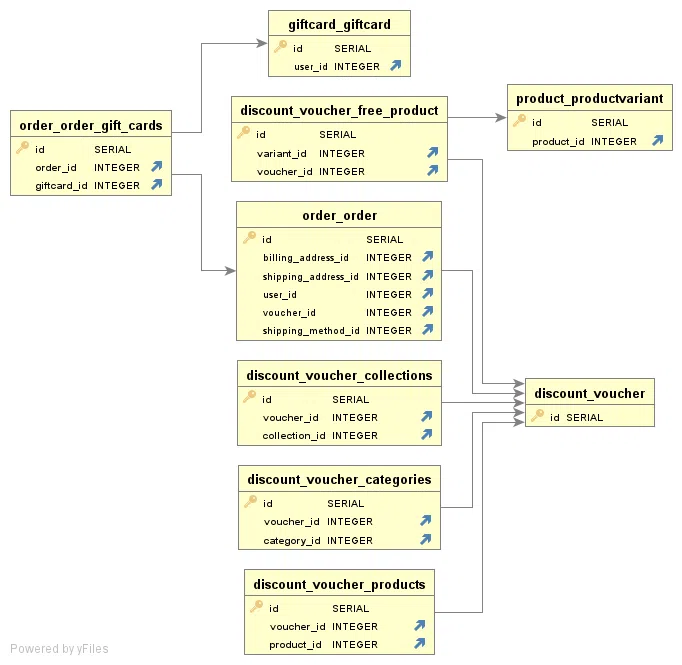 giftcard_giftcard
id SERIAL
user_id INTEGER
order_order_gift_cards
id SERIAL
order_id INTEGER
giftcard_id INTEGER
discount_voucher_free_product
id SERIAL
variant_id INTEGER
voucher_id INTEGER
product_productvariant
id SERIAL
product_id INTEGER
order_order
id SERIAL
billing_address_id INTEGER
shipping_address_id INTEGER
user_id INTEGER
voucher_id INTEGER
shipping_method_id INTEGER
discount_voucher_collections
id SERIAL
voucher_id INTEGER
collection_id INTEGER
discount_voucher
id SERIAL
discount_voucher_categories
id SERIAL
voucher_id INTEGER
category_id INTEGER
discount_voucher_products
id SERIAL
voucher_id INTEGER
product_id INTEGER
Powered by yFiles